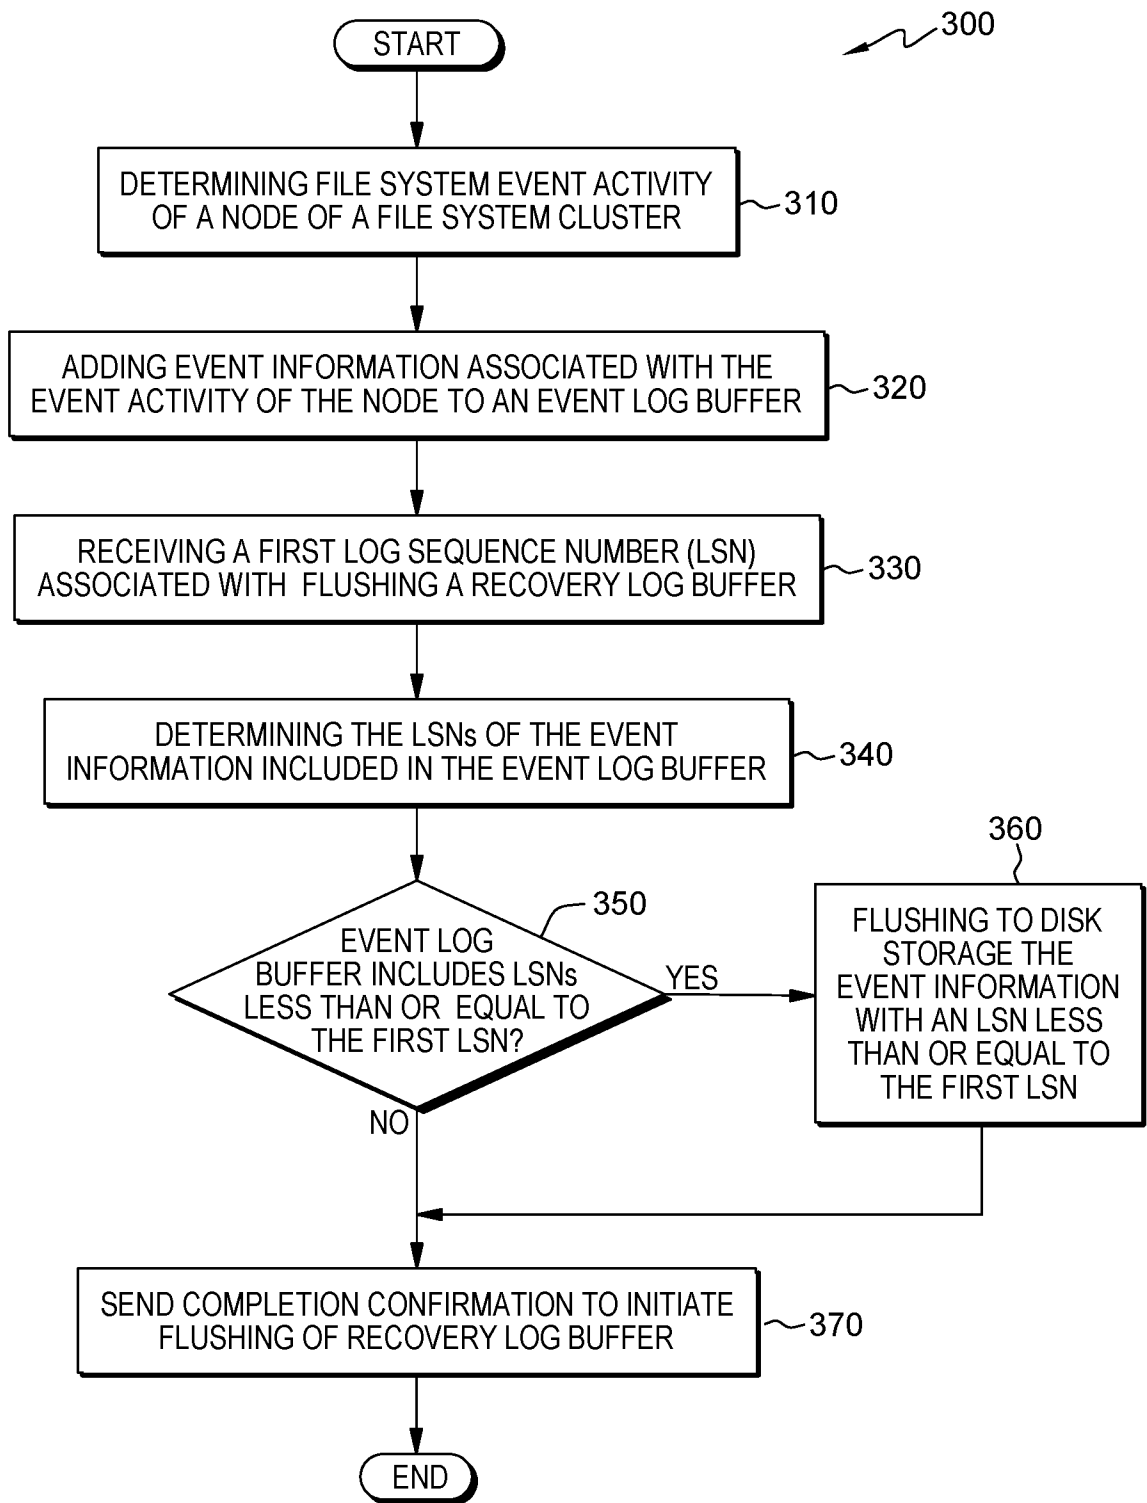 START
300
DETERMINING FILE SYSTEM EVENT ACTIVITY
OF A NODE OF A FILE SYSTEM CLUSTER
310
ADDING EVENT INFORMATION ASSOCIATED WITH THE
EVENT ACTIVITY OF THE NODE TO AN EVENT LOG BUFFER
320
RECEIVING A FIRST LOG SEQUENCE NUMBER (LSN)
ASSOCIATED WITH FLUSHING A RECOVERY LOG BUFFER
330
DETERMINING THE LSNs OF THE EVENT
INFORMATION INCLUDED IN THE EVENT LOG BUFFER
340
350
EVENT LOG
BUFFER INCLUDES LSNs
LESS THAN OR EQUAL TO
THE FIRST LSN?
YES
NO
360
FLUSHING TO DISK
STORAGE THE
EVENT INFORMATION
WITH AN LSN LESS
THAN OR EQUAL TO
THE FIRST LSN
SEND COMPLETION CONFIRMATION TO INITIATE
FLUSHING OF RECOVERY LOG BUFFER
370
END